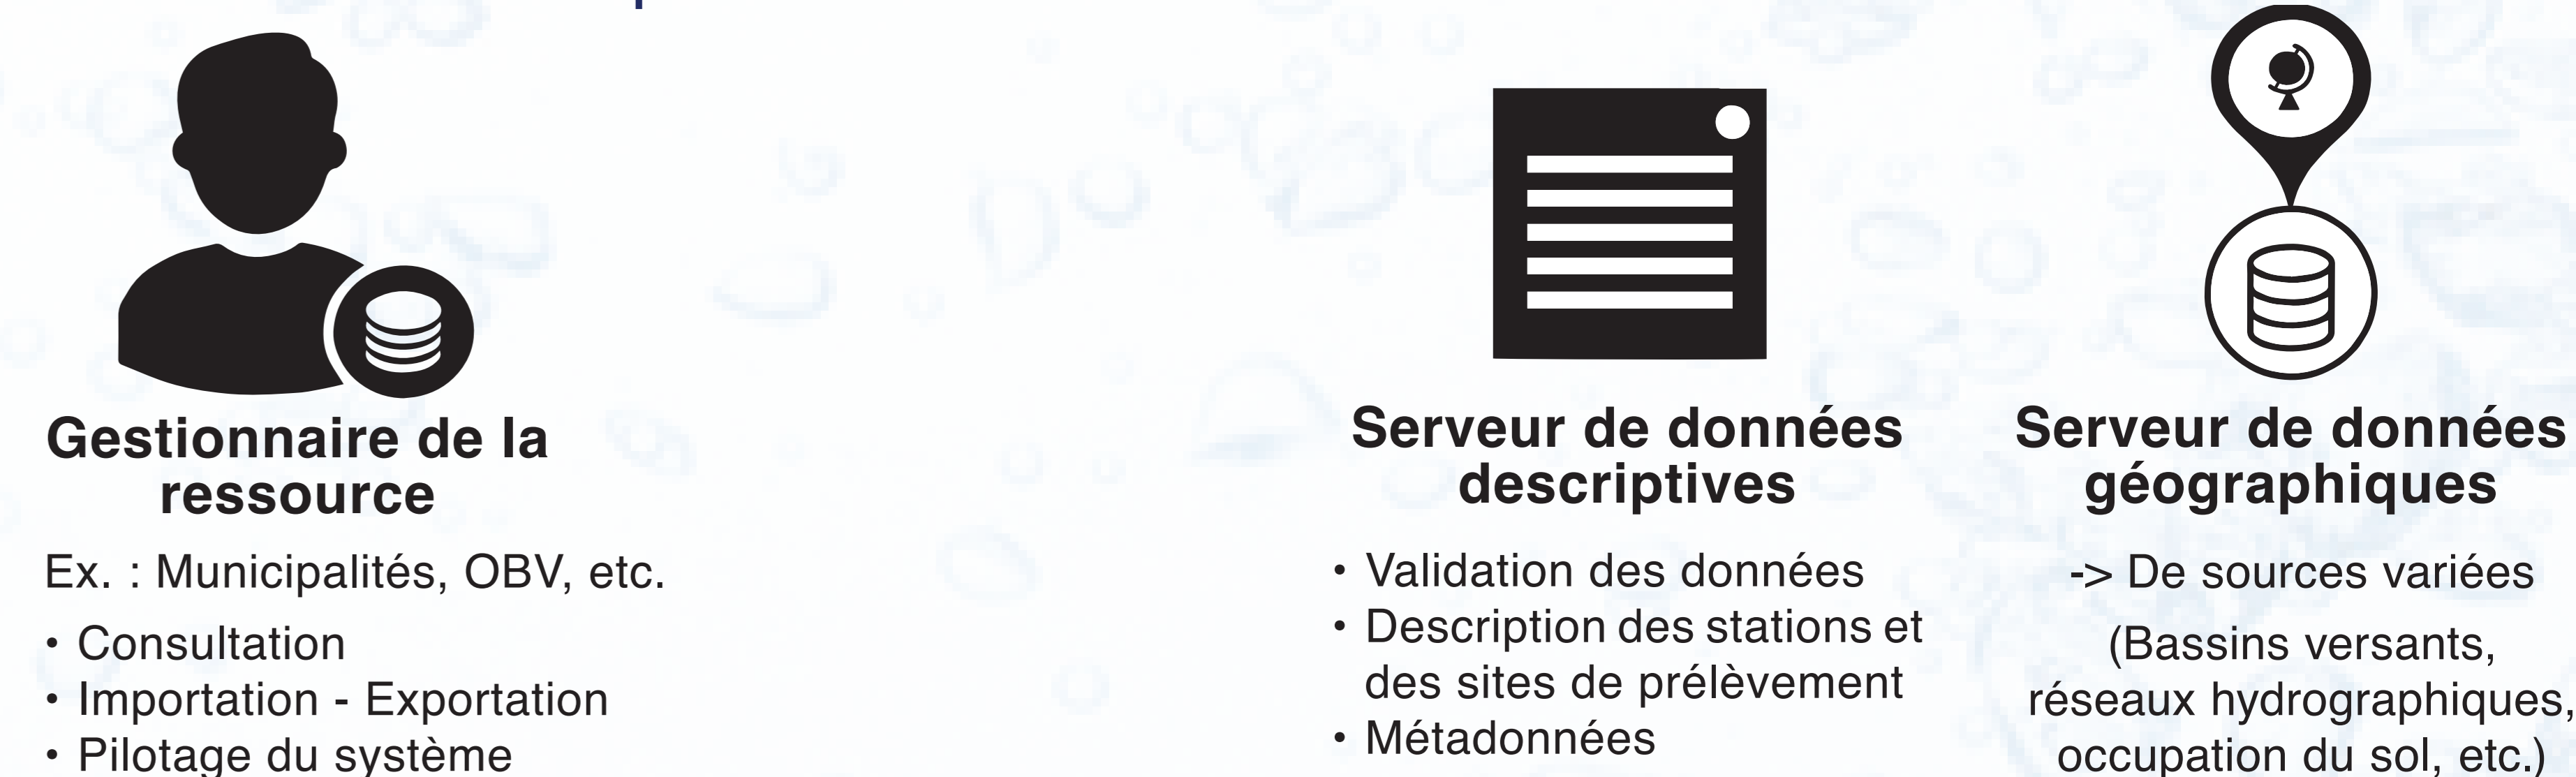 Gestionnaire de la
ressource
Ex. : Municipalités, OBV, etc.
• Consultation
• Importation - Exportation
• Pilotage du système
Serveur de données
descriptives
• Validation des données
• Description des stations et
des sites de prélèvement
• Métadonnées
Serveur de données
géographiques
-> De sources variées
(Bassins versants,
réseaux hydrographiques,
occupation du sol, etc.)